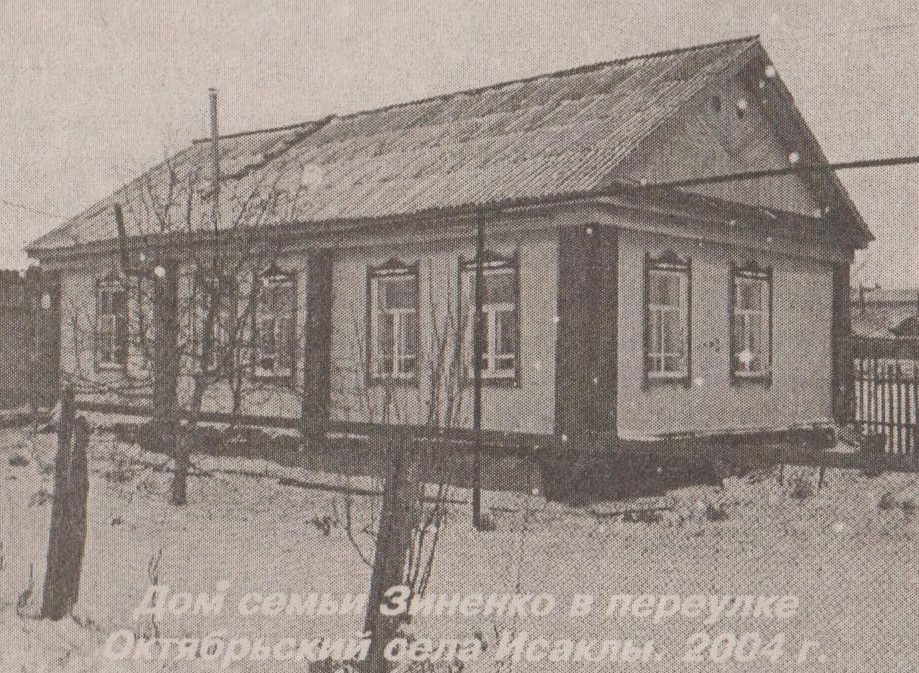 Дом семьи Зиненко в переулке
Октябрьский села Исаклы. 2004 г.